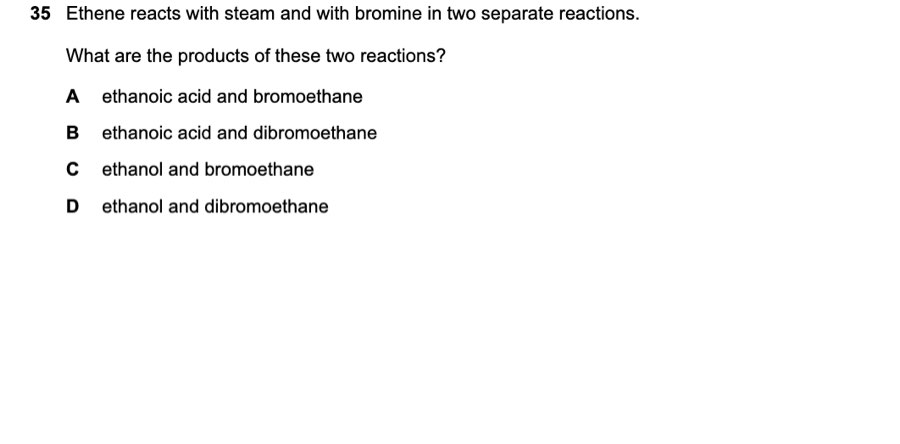 35 Ethene reacts with steam and with bromine in two separate reactions.
What are the products of these two reactions?
A ethanoic acid and bromoethane
B ethanoic acid and dibromoethane
C ethanol and bromoethane
D ethanol and dibromoethane